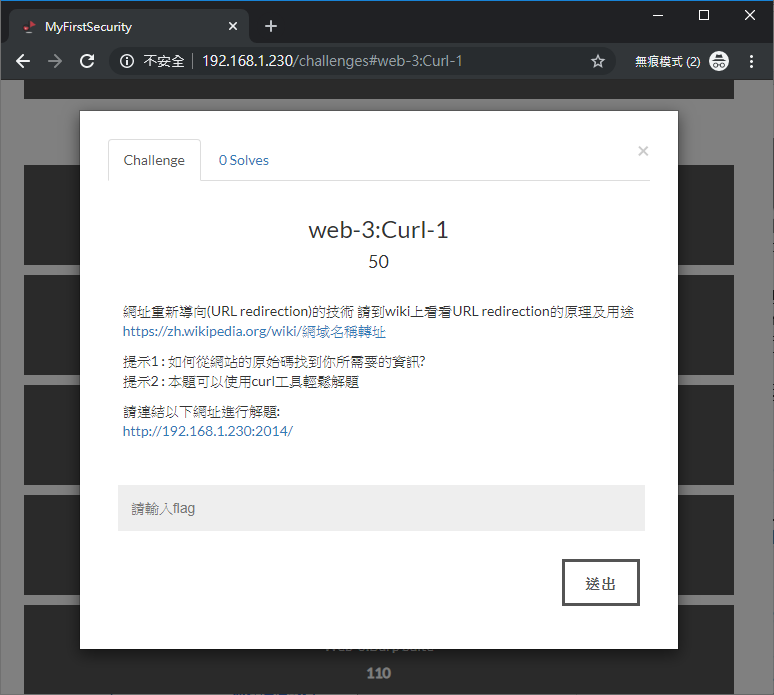 MyFirstSecurity
不安全 192.168.1.230/challenges#web-3:Curl-1 無痕模式 (2)
Challenge 0 Solves
web-3:Curl-1
50
網址重新導向(URL redirection)的技術 請到wiki上看看URL redirection的原理及用途
https://zh.wikipedia.org/wiki/網域名稱轉址
提示1 : 如何從網站的原始碼找到你所需要的資訊?
提示2 : 本題可以使用curl工具輕鬆解題
請連結以下網址進行解題:
http://192.168.1.230:2014/
請輸入flag
送出
110